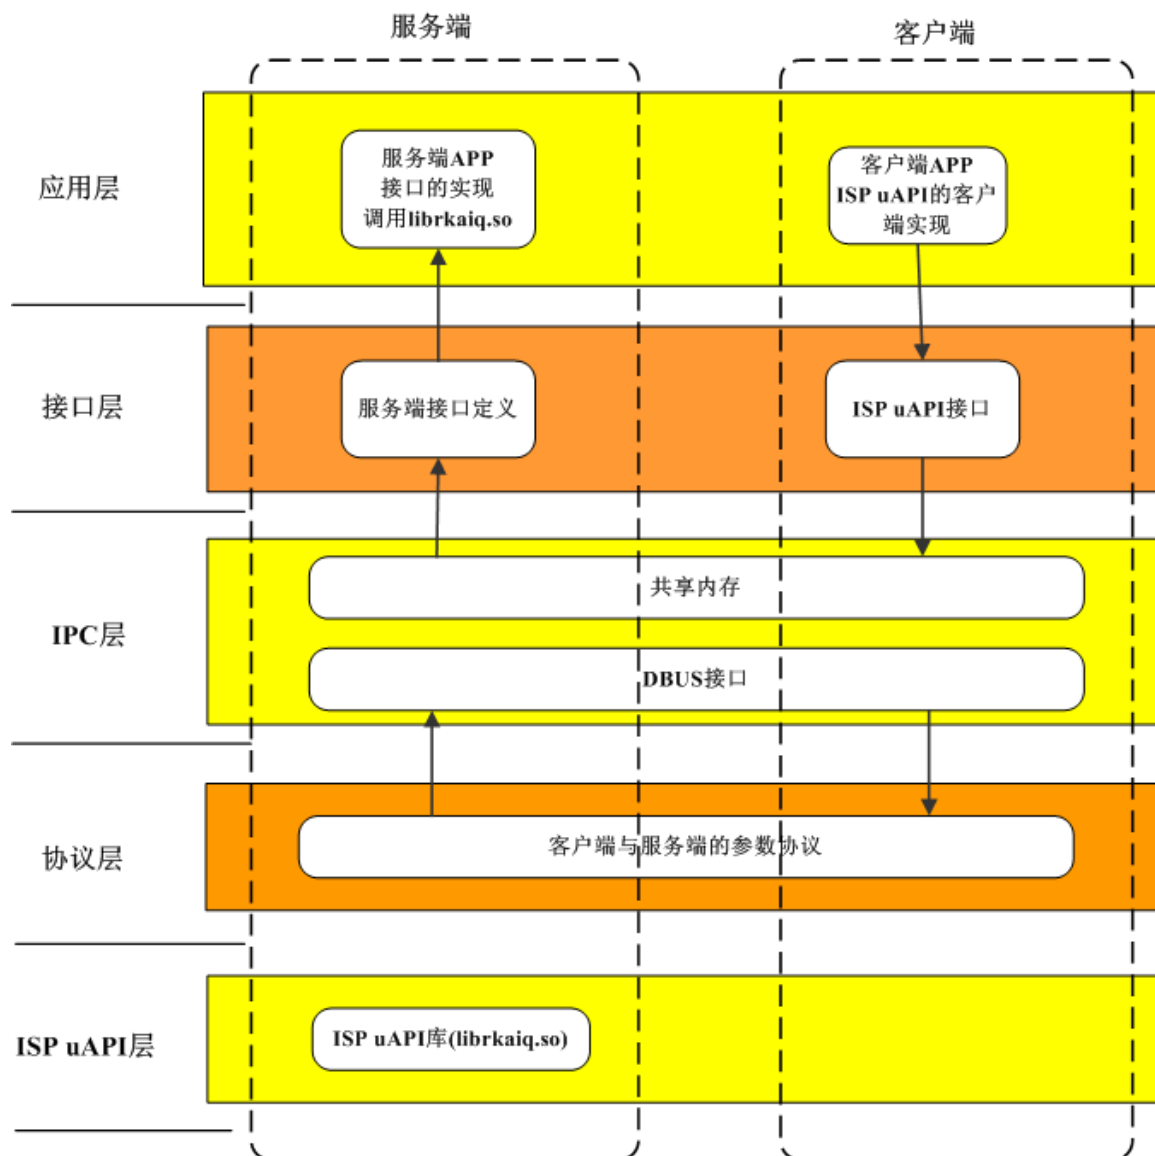 服务端
客户端
应用层
服务端APP
接口的实现
调用librkaiq.so
客户端APP
ISP uAPI的客户
端实现
接口层
服务端接口定义
ISP uAPI接口
IPC层
共享内存
DBUS接口
协议层
客户端与服务端的参数协议
ISP uAPI层
ISP uAPI库(librkaiq.so)